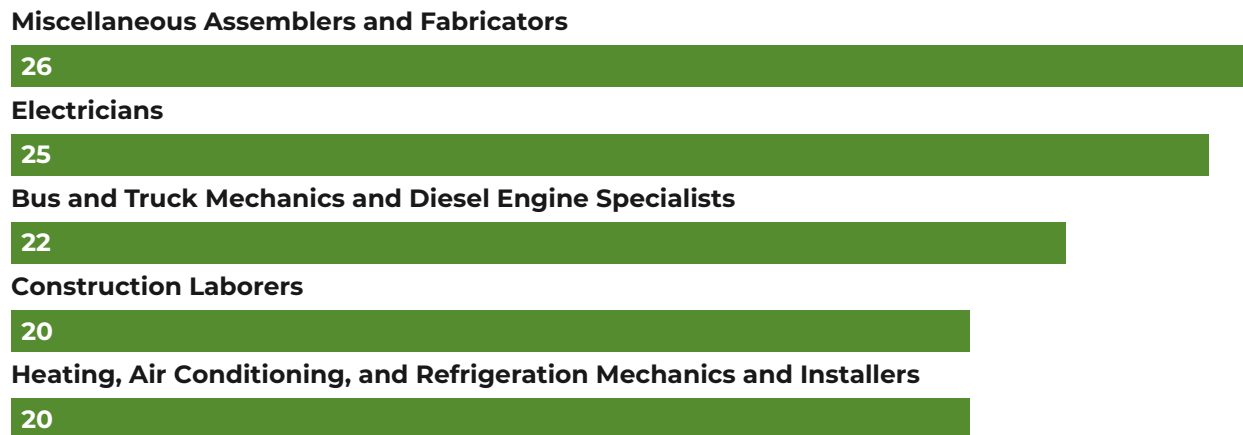 Miscellaneous Assemblers and Fabricators
26
Electricians
25
Bus and Truck Mechanics and Diesel Engine Specialists
22
Construction Laborers
20
Heating, Air Conditioning, and Refrigeration Mechanics and Installers
20